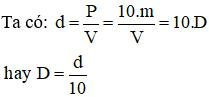 Ta có: d = P/V = 10.m/V = 10.D
hay D = d/10